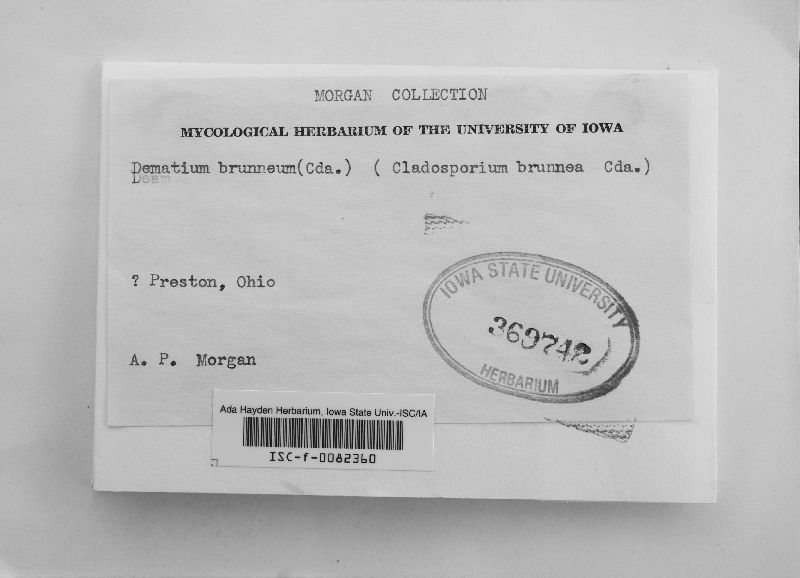 MORGAN COLLECTION
MYCOLOGICAL HERBARIUM OF THE UNIVERSITY OF IOWA
Dematium brunneum(Cda.) ( Cladosporium brunnea Cda.)
? Preston, Ohio
A. P. Morgan
IOWA STATE UNIVERSITY
369742
HERBARIUM
Ada Hayden Herbarium, Iowa State Univ.-ISC/IA
ISC-f-0082360